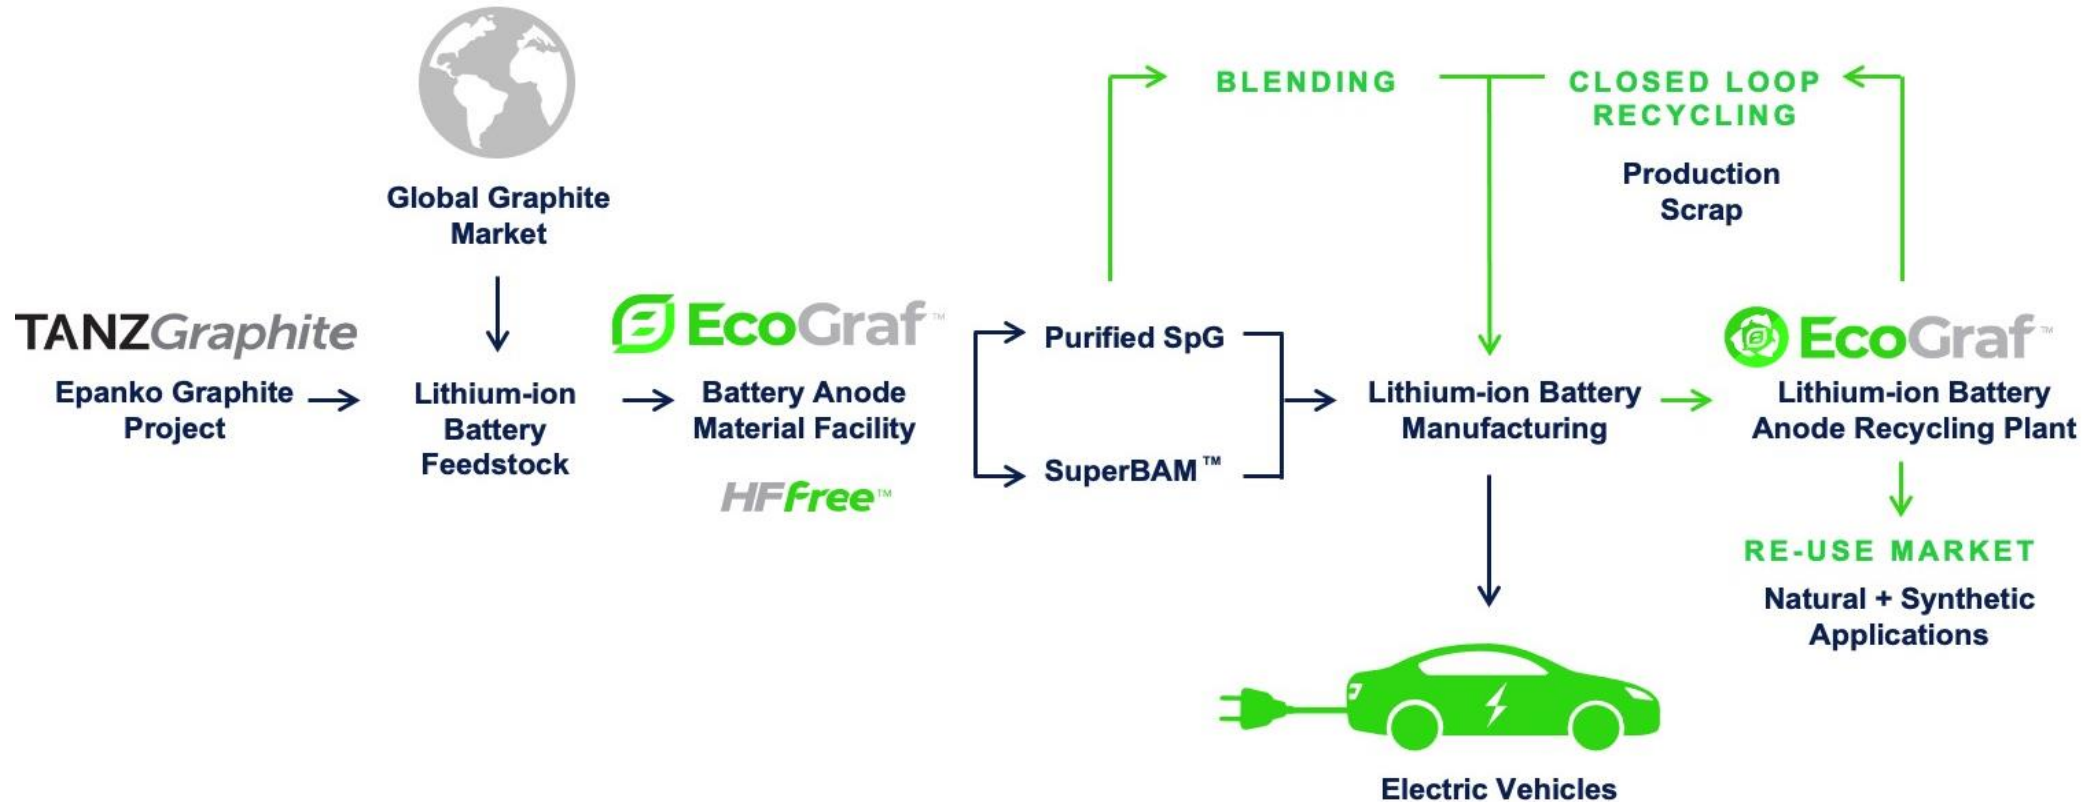 Global Graphite
Market
TANZGraphite
Epanko Graphite
Project
Lithium-ion
Battery
Feedstock
EcoGraf™
Battery Anode
Material Facility
HFfree™
BLENDING
CLOSED LOOP
RECYCLING
Production
Scrap
Purified SpG
SuperBAM™
Lithium-ion Battery
Manufacturing
EcoGraf™
Lithium-ion Battery
Anode Recycling Plant
RE-USE MARKET
Natural + Synthetic
Applications
Electric Vehicles